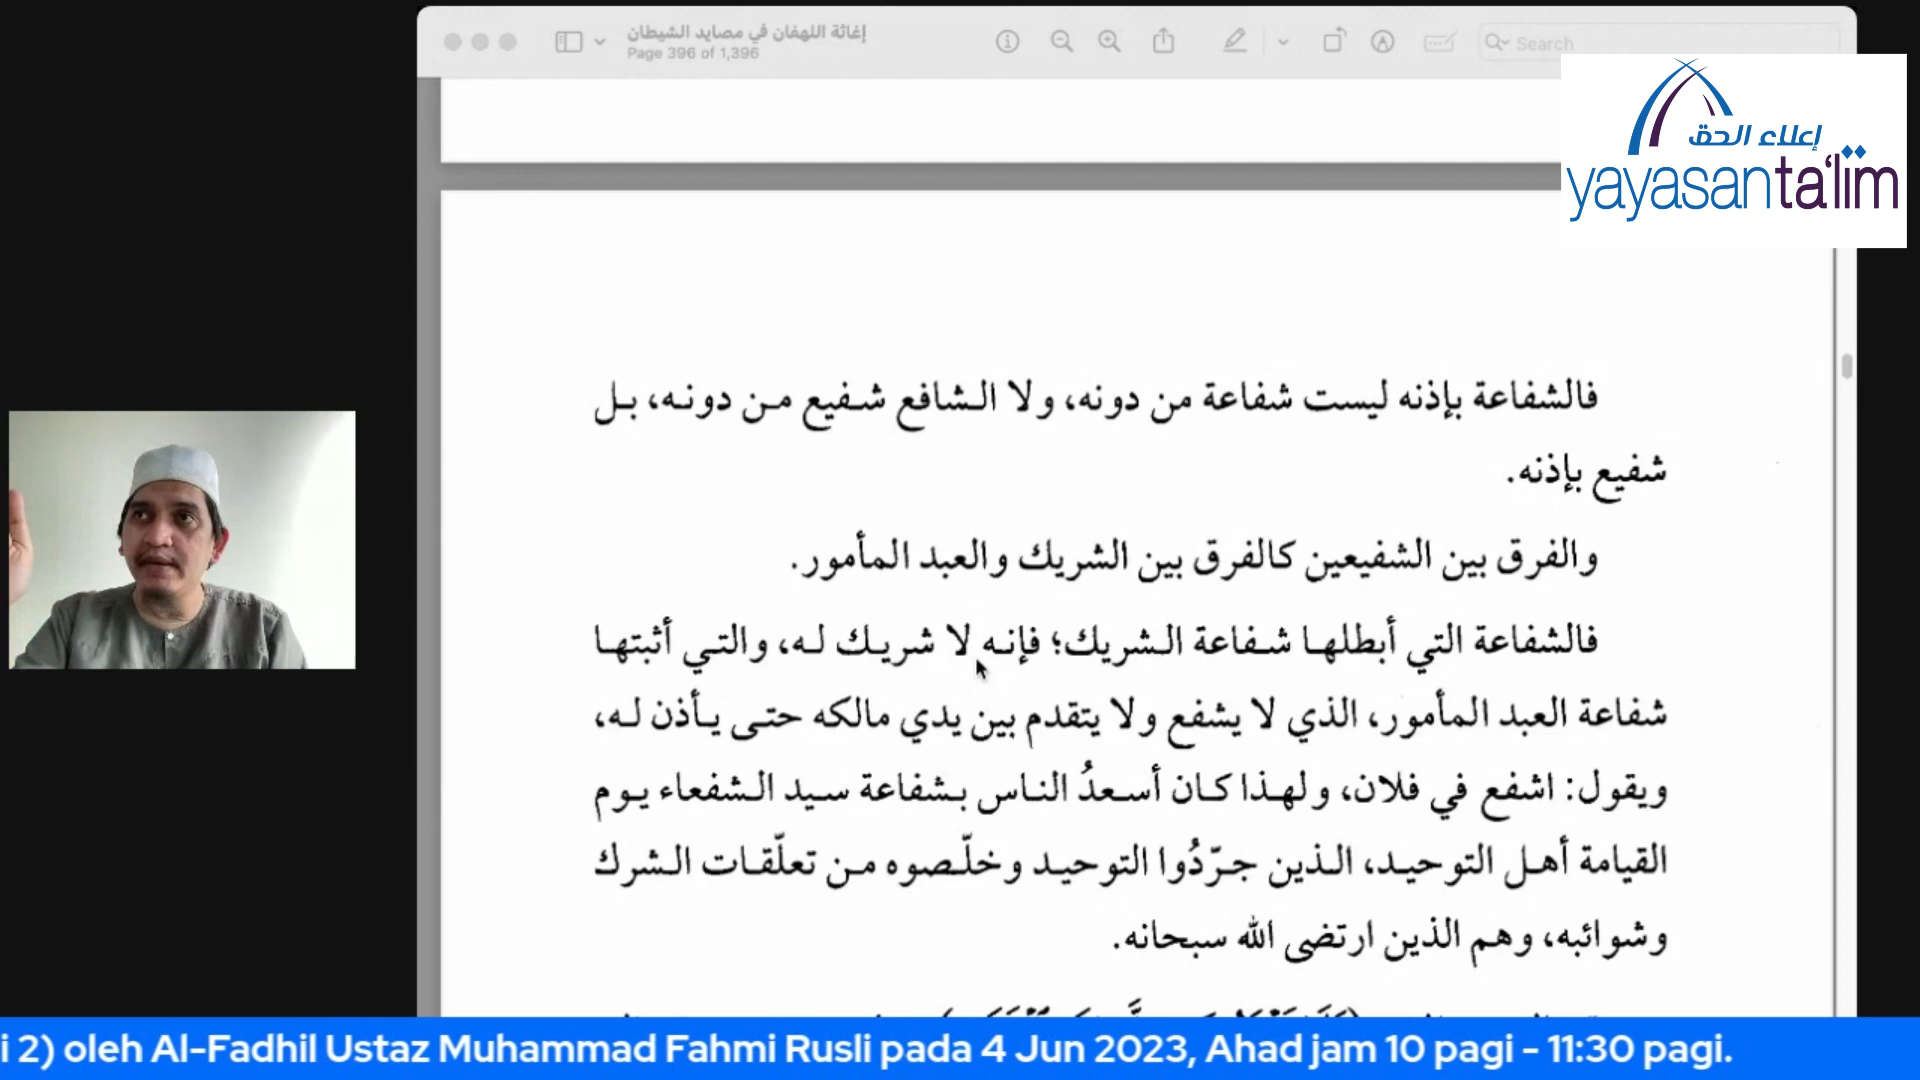 إغاثة اللهفان في مصايد الشيطان
Page 396 of 1,396
Search
إعلاء الحق
yayasanta'lim
فالشفاعة بإذنه ليست شفاعة من دونه، ولا الشافع شفيع من دونه، بل
شفيع بإذنه.
والفرق بين الشفيعين كالفرق بين الشريك والعبد المأمور.
فالشفاعة التي أبطلها شفاعة الشريك؛ فإنه لا شريك له، والتي أثبتها
شفاعة العبد المأمور، الذي لا يشفع ولا يتقدم بين يدي مالكه حتى يأذن له،
ويقول: اشفع في فلان، ولهذا كان أسعدُ الناس بشفاعة سيد الشفعاء يوم
القيامة أهل التوحيد، الذين جرّدُوا التوحيد وخلّصوه من تعلّقات الشرك
وشوائبه، وهم الذين ارتضى الله سبحانه.
i 2) oleh Al-Fadhil Ustaz Muhammad Fahmi Rusli pada 4 Jun 2023, Ahad jam 10 pagi - 11:30 pagi.